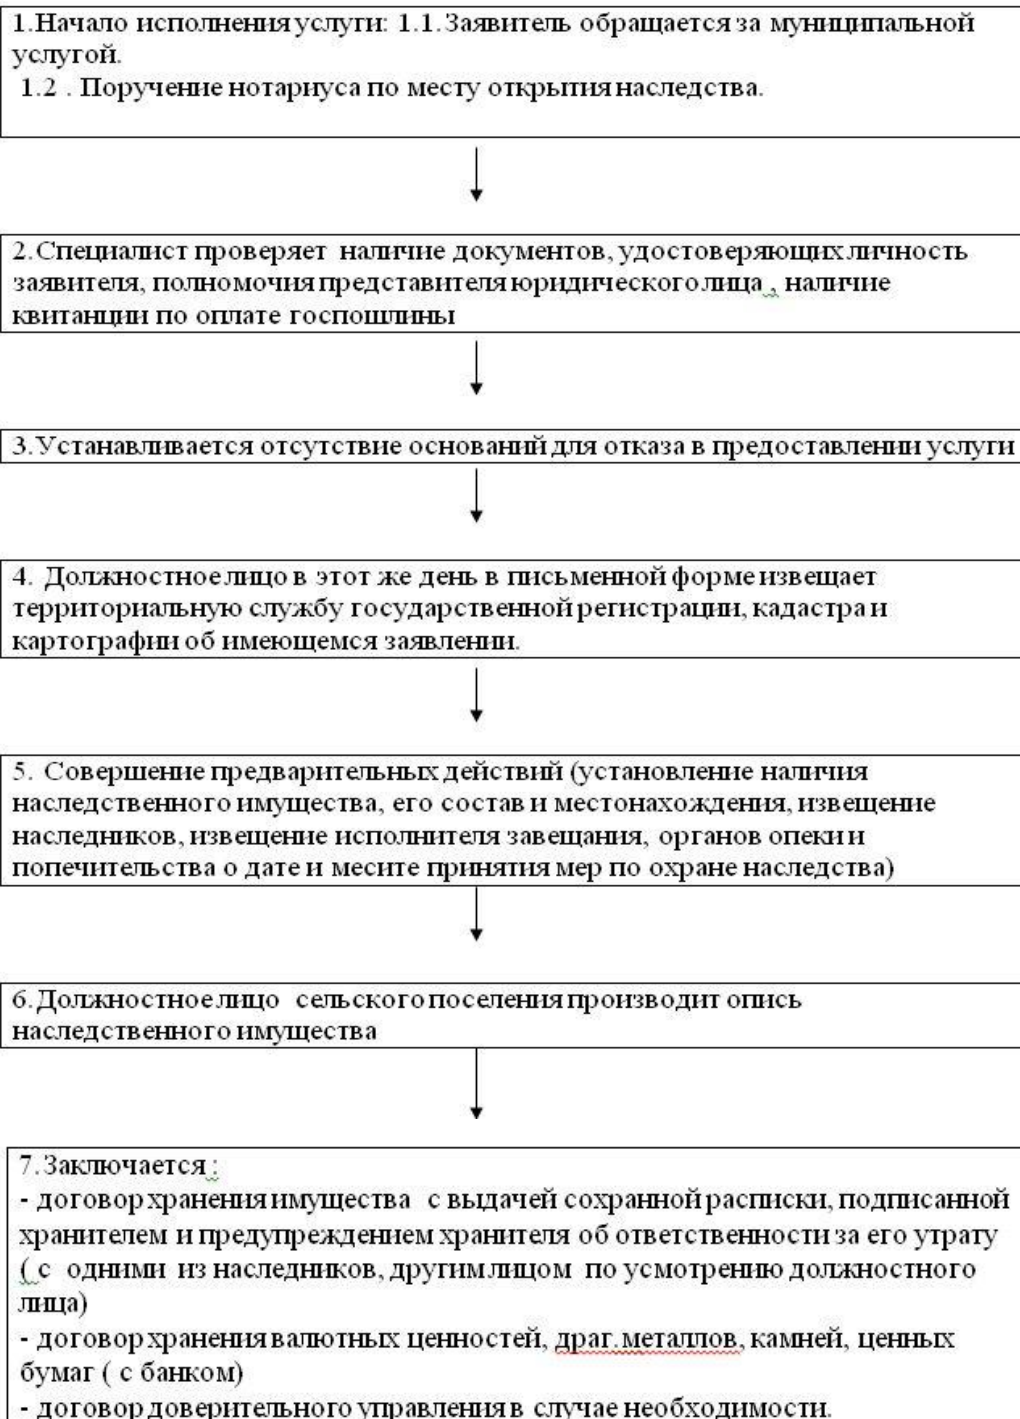 1.Начало исполнения услуги: 1.1.Заявитель обращается за муниципальной
услугой.
1.2 . Поручение нотариуса по месту открытия наследства.
2.Специалист проверяет наличие документов, удостоверяющих личность
заявителя, полномочия представителя юридического лица , наличие
квитанции по оплате госпошлины
3.Устанавливается отсутствие оснований для отказа в предоставлении услуги
4. Должностное лицо в этот же день в письменной форме извещает
территориальную службу государственной регистрации, кадастра и
картографии об имеющемся заявлении.
5. Совершение предварительных действий (установление наличия
наследственного имущества, его состав и местонахождения, извещение
наследников, извещение исполнителя завещания, органов опеки и
попечительства о дате и месите принятия мер по охране наследства)
6.Должностное лицо сельского поселения производит опись
наследственного имущества
7.Заключается :
- договор хранения имущества с выдачей сохранной расписки, подписанной
хранителем и предупреждением хранителя об ответственности за его утрату
( с одними из наследников, другим лицом по усмотрению должностного
лица)
- договор хранения валютных ценностей, драг.металлов, камней, ценных
бумаг ( с банком)
- договор доверительного управления в случае необходимости.